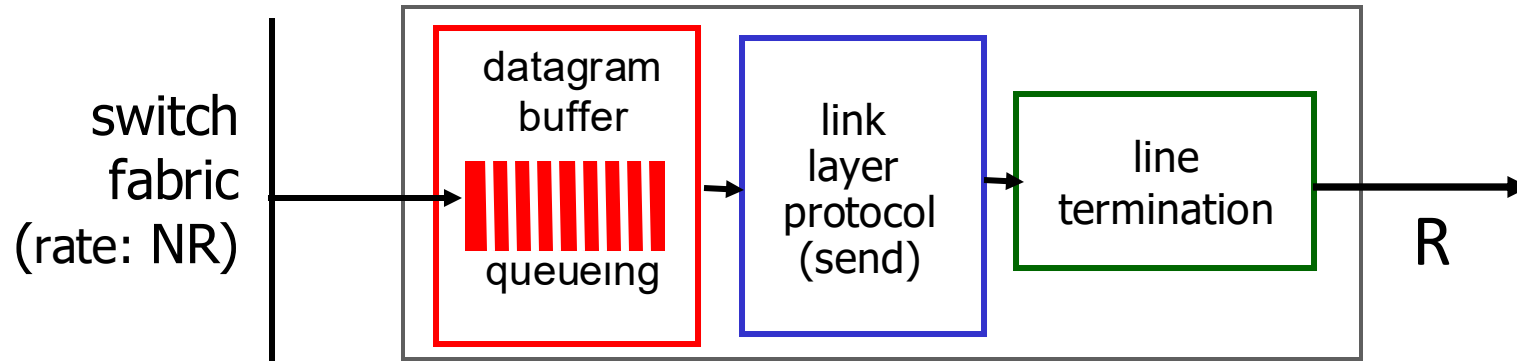 switch
fabric
(rate: NR)
datagram
buffer
queueing
link
layer
protocol
(send)
line
termination
R